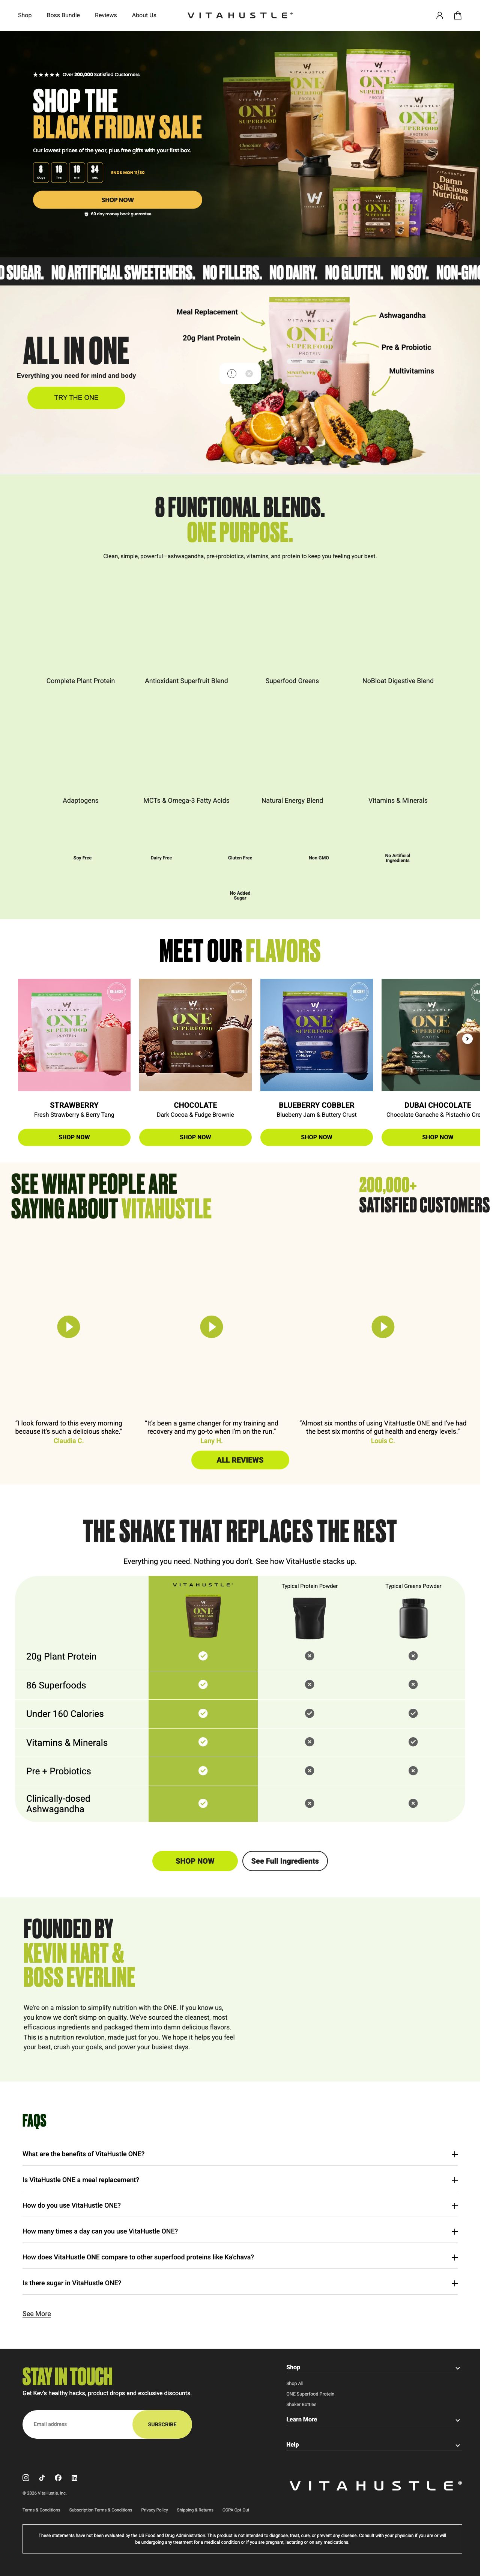 Shop Boss Bundle Reviews About Us VITAHUSTLE®
★★★★★ Over 200,000 Satisfied Customers
SHOP THE
BLACK FRIDAY SALE
Our lowest prices of the year, plus free gifts with your first box.
8 16 16 34
days hrs min sec
ENDS MON 11/30
SHOP NOW
60 day money back guarantee
VITA·HUSTLE
ONE
SUPERFOOD
PROTEIN
Chocolate
Damn
Delicious
Nutrition
O SUGAR. NO ARTIFICIAL SWEETENERS. NO FILLERS. NO DAIRY. NO GLUTEN. NO SOY. NON-GMO
ALL IN ONE
Everything you need for mind and body
TRY THE ONE
Meal Replacement
20g Plant Protein
Ashwagandha
Pre & Probiotic
Multivitamins
VITA·HUSTLE
ONE
SUPERFOOD
PROTEIN
Strawberry
8 FUNCTIONAL BLENDS.
ONE PURPOSE.
Clean, simple, powerful—ashwagandha, pre+probiotics, vitamins, and protein to keep you feeling your best.
Complete Plant Protein Antioxidant Superfruit Blend Superfood Greens NoBloat Digestive Blend
Adaptogens MCTs & Omega-3 Fatty Acids Natural Energy Blend Vitamins & Minerals
Soy Free Dairy Free Gluten Free Non GMO No Artificial
Ingredients
No Added
Sugar
MEET OUR FLAVORS
STRAWBERRY
Fresh Strawberry & Berry Tang
SHOP NOW
CHOCOLATE
Dark Cocoa & Fudge Brownie
SHOP NOW
BLUEBERRY COBBLER
Blueberry Jam & Buttery Crust
SHOP NOW
DUBAI CHOCOLATE
Chocolate Ganache & Pistachio Cre
SHOP NOW
SEE WHAT PEOPLE ARE
SAYING ABOUT VITAHUSTLE
200,000+
SATISFIED CUSTOMERS
“I look forward to this every morning
because it's such a delicious shake.”
Claudia C.
“It's been a game changer for my training and
recovery and my go-to when I'm on the run.”
Lany H.
“Almost six months of using VitaHustle ONE and I've had
the best six months of gut health and energy levels.”
Louis C.
ALL REVIEWS
THE SHAKE THAT REPLACES THE REST
Everything you need. Nothing you don't. See how VitaHustle stacks up.
VITAHUSTLE® Typical Protein Powder Typical Greens Powder
20g Plant Protein
86 Superfoods
Under 160 Calories
Vitamins & Minerals
Pre + Probiotics
Clinically-dosed
Ashwagandha
SHOP NOW See Full Ingredients
FOUNDED BY
KEVIN HART &
BOSS EVERLINE
We're on a mission to simplify nutrition with the ONE. If you know us,
you know we don't skimp on quality. We've sourced the cleanest, most
efficacious ingredients and packaged them into damn delicious flavors.
This is a nutrition revolution, made just for you. We hope it helps you feel
your best, crush your goals, and power your busiest days.
FAQS
What are the benefits of VitaHustle ONE?
Is VitaHustle ONE a meal replacement?
How do you use VitaHustle ONE?
How many times a day can you use VitaHustle ONE?
How does VitaHustle ONE compare to other superfood proteins like Ka'chava?
Is there sugar in VitaHustle ONE?
See More
STAY IN TOUCH
Get Kev's healthy hacks, product drops and exclusive discounts.
Email address SUBSCRIBE
Shop
Shop All
ONE Superfood Protein
Shaker Bottles
Learn More
Help
VITAHUSTLE®
© 2026 VitaHustle, Inc.
Terms & Conditions Subscription Terms & Conditions Privacy Policy Shipping & Returns CCPA Opt-Out
These statements have not been evaluated by the US Food and Drug Administration. This product is not intended to diagnose, treat, cure, or prevent any disease. Consult with your physician if you are or will
be undergoing any treatment for a medical condition or if you are pregnant, lactating or on any medications.